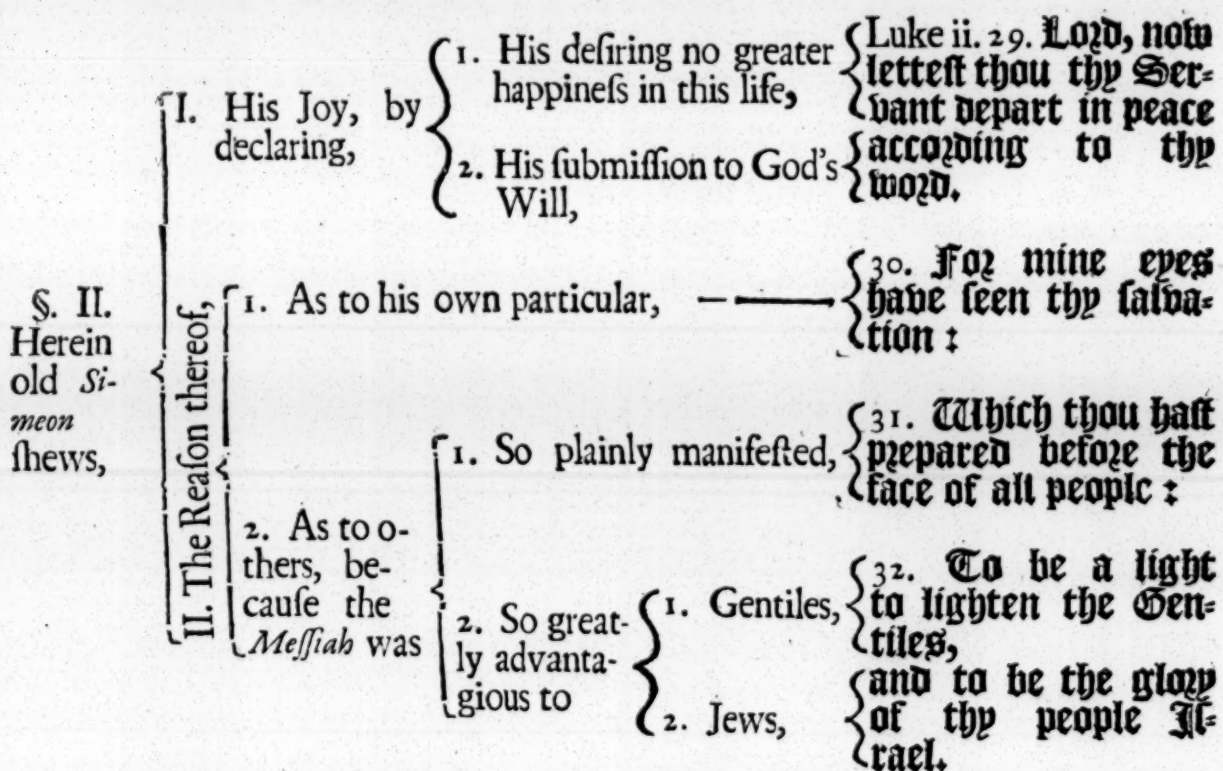 §. II.
Herein
old Si-
meon
ſhews,
I. His Joy, by
declaring,
1. His deſiring no greater
happineſs in this life,
Luke ii. 29. Lord, now
letteſt thou thy Ser-
vant depart in peace
2. His ſubmiſſion to God's
Will,
according to thy
word.
II. The Reaſon thereof,
1. As to his own particular,
30. For mine eyes
have ſeen thy ſalva-
tion :
2. As to o-
thers, be-
cauſe the
Meſſiah was
1. So plainly manifeſted,
31. Which thou haſt
prepared before the
face of all people :
2. So great-
ly advanta-
gious to
1. Gentiles,
32. To be a light
to lighten the Gen-
tiles,
2. Jews,
and to be the glory
of thy people Iſ-
rael.